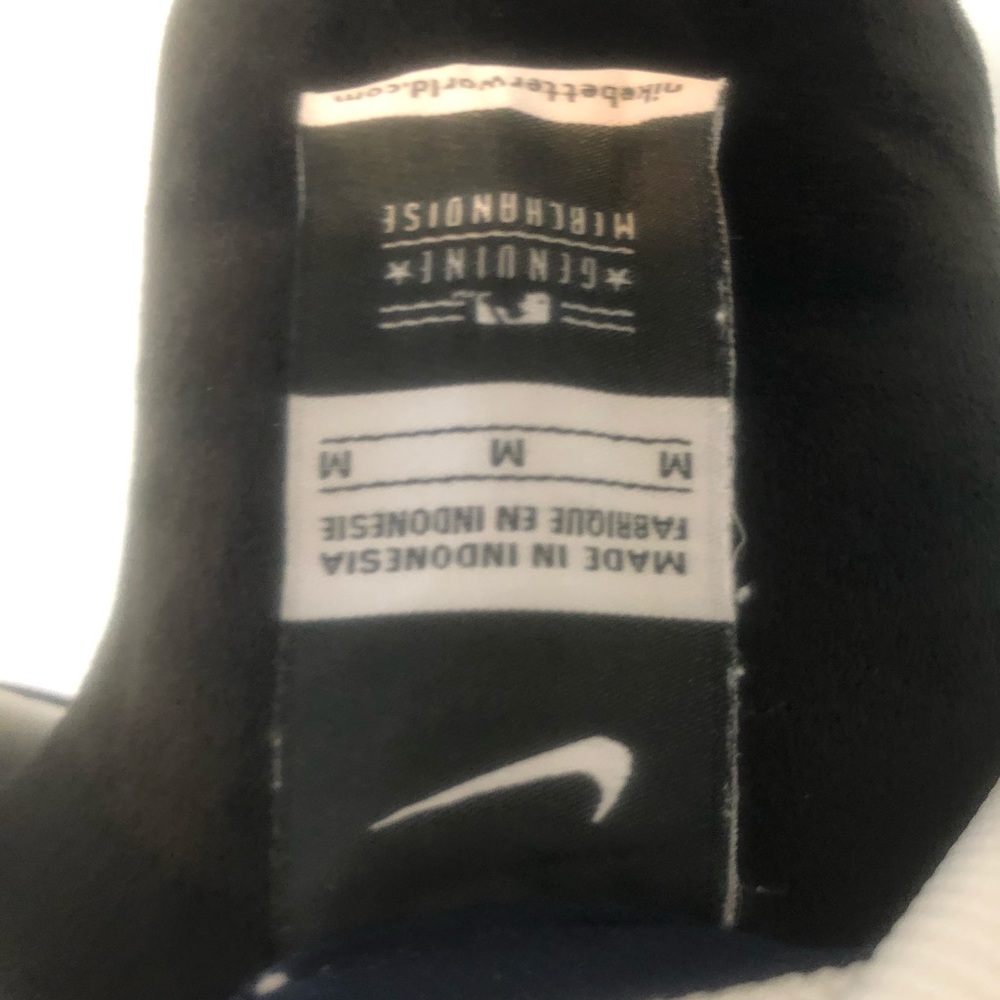 MADE IN INDONESIA
FABRIQUE EN INDONESIE
M M M
★GENUINE★
MERCHANDISE
nikebetterworld.com